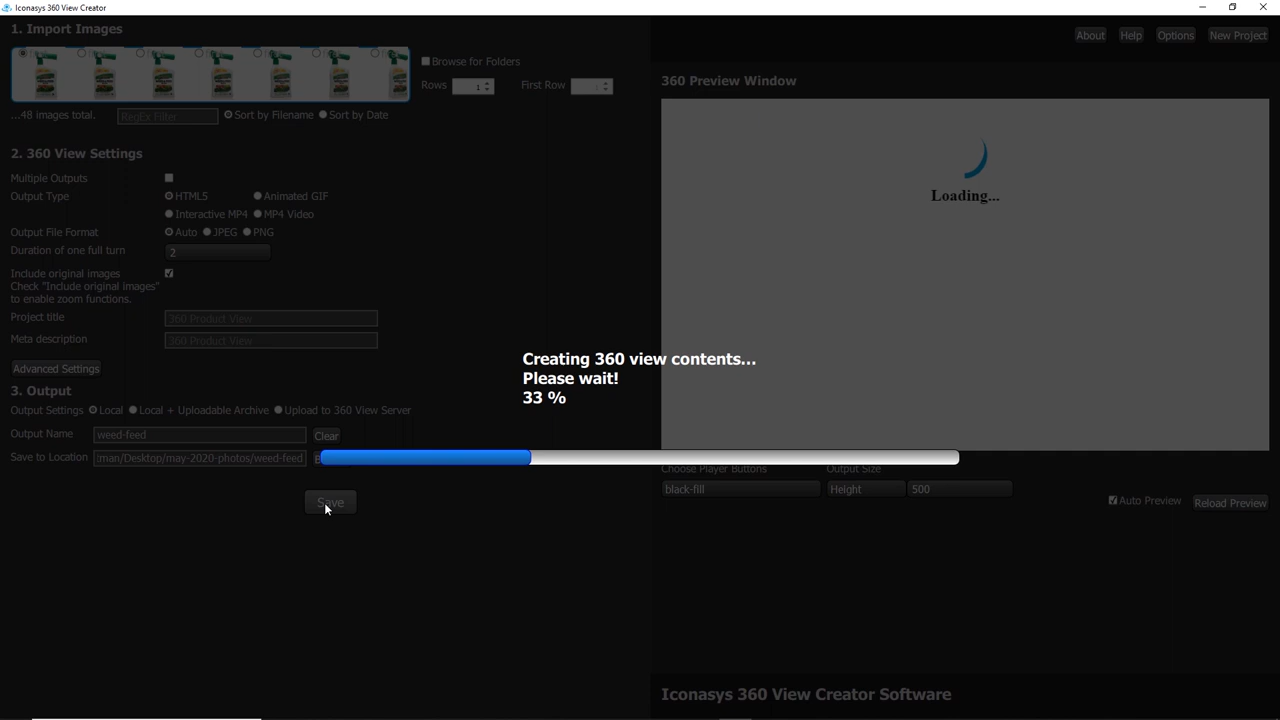 Iconasys 360 View Creator
1. Import Images
About Help Options New Project
Browse for Folders
Rows 1 First Row
...48 images total. RegEx Filter Sort by Filename Sort by Date
360 Preview Window
Loading...
2. 360 View Settings
Multiple Outputs
Output Type HTML5 Animated GIF
Interactive MP4 MP4 Video
Output File Format Auto JPEG PNG
Duration of one full turn 2
Include original images
Check "Include original images"
to enable zoom functions.
Project title 360 Product View
Meta description 360 Product View
Advanced Settings
Creating 360 view contents...
Please wait!
33 %
3. Output
Output Settings Local Local + Uploadable Archive Upload to 360 View Server
Output Name weed-feed Clear
Save to Location :man/Desktop/may-2020-photos/weed-feed
Save
Choose Player Buttons Output Size
black-fill Height 500
Auto Preview Reload Preview
Iconasys 360 View Creator Software